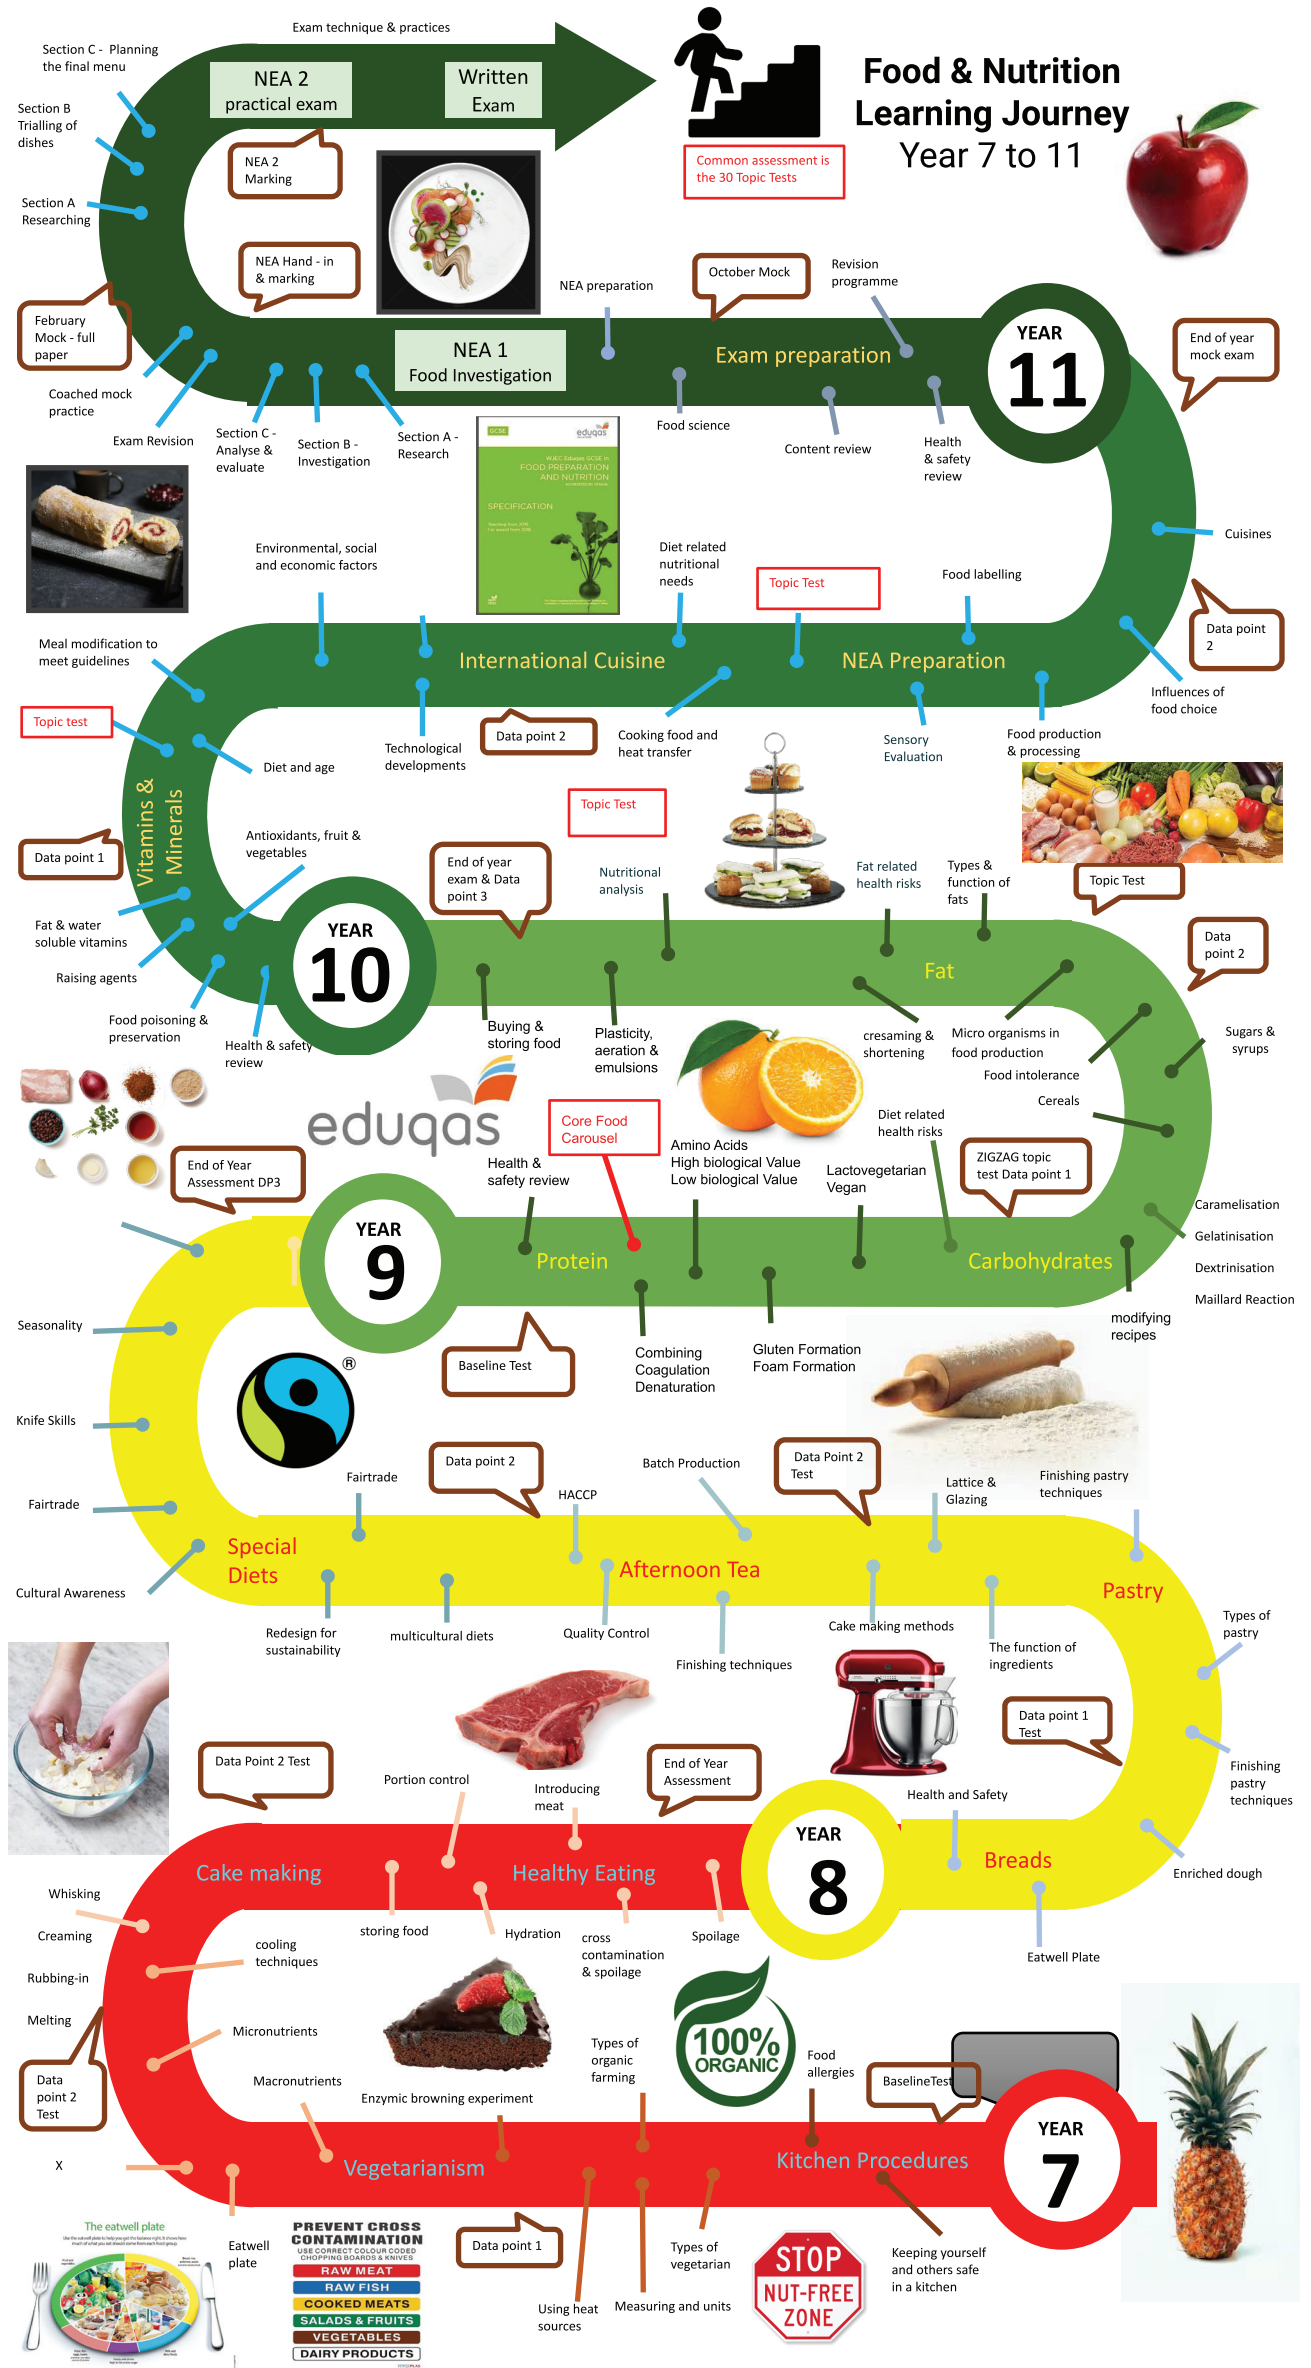 Exam technique & practices
Section C -  Planning
the final menu
NEA 2
practical exam
Written
Exam
Food & Nutrition
Learning Journey
Year 7 to 11
Section B
Trialling of
dishes
NEA 2
Marking
Common assessment is
the 30 Topic Tests
Section A
Researching
NEA Hand - in
& marking
NEA preparation
October Mock
Revision
programme
February
Mock - full
paper
NEA 1
Food Investigation
Exam preparation
YEAR
11
End of year
mock exam
Coached mock
practice
Exam Revision
Section C -
Analyse &
evaluate
Section B -
Investigation
Section A -
Research
Food science
Content review
Health
& safety
review
GCSE
eduqas
WJEC Eduqas GCSE in
FOOD PREPARATION
AND NUTRITION
SPECIFICATION
Cuisines
Environmental, social
and economic factors
Diet related
nutritional
needs
Topic Test
Food labelling
Data point
2
Meal modification to
meet guidelines
International Cuisine
NEA Preparation
Influences of
food choice
Topic test
Diet and age
Technological
developments
Data point 2
Cooking food and
heat transfer
Sensory
Evaluation
Food production
& processing
Vitamins &
Minerals
Topic Test
Data point 1
Antioxidants, fruit &
vegetables
End of year
exam & Data
point 3
Nutritional
analysis
Fat related
health risks
Types &
function of
fats
Topic Test
Fat & water
soluble vitamins
Raising agents
Food poisoning &
preservation
Health & safety
review
YEAR
10
Fat
Data
point 2
Buying &
storing food
Plasticity,
aeration &
emulsions
cresaming &
shortening
Micro organisms in
food production
Food intolerance
Sugars &
syrups
Cereals
eduqas
Core Food
Carousel
Diet related
health risks
End of Year
Assessment DP3
Health &
safety review
Amino Acids
High biological Value
Low biological Value
Lactovegetarian
Vegan
ZIGZAG topic
test Data point 1
YEAR
9
Protein
Carbohydrates
Caramelisation
Gelatinisation
Dextrinisation
Maillard Reaction
modifying
recipes
Seasonality
®
Baseline Test
Combining
Coagulation
Denaturation
Gluten Formation
Foam Formation
Knife Skills
Fairtrade
Fairtrade
Data point 2
HACCP
Batch Production
Data Point 2
Test
Lattice &
Glazing
Finishing pastry
techniques
Special
Diets
Afternoon Tea
Pastry
Cultural Awareness
Redesign for
sustainability
multicultural diets
Quality Control
Finishing techniques
Cake making methods
The function of
ingredients
Types of
pastry
Data point 1
Test
Finishing
pastry
techniques
Data Point 2 Test
Portion control
Introducing
meat
End of Year
Assessment
Health and Safety
YEAR
8
Breads
Enriched dough
Eatwell Plate
Cake making
Healthy Eating
Whisking
Creaming
Rubbing-in
Melting
cooling
techniques
storing food
Hydration
cross
contamination
& spoilage
Spoilage
Micronutrients
Macronutrients
Data
point 2
Test
Enzymic browning experiment
Types of
organic
farming
100%
ORGANIC
Food
allergies
BaselineTest
X
Vegetarianism
Kitchen Procedures
YEAR
7
Eatwell
plate
The eatwell plate
PREVENT CROSS
CONTAMINATION
USE CORRECT COLOUR CODED
CHOPPING BOARDS & KNIVES
RAW MEAT
RAW FISH
COOKED MEATS
SALADS & FRUITS
VEGETABLES
DAIRY PRODUCTS
Data point 1
Using heat
sources
Measuring and units
Types of
vegetarian
STOP
NUT-FREE
ZONE
Keeping yourself
and others safe
in a kitchen